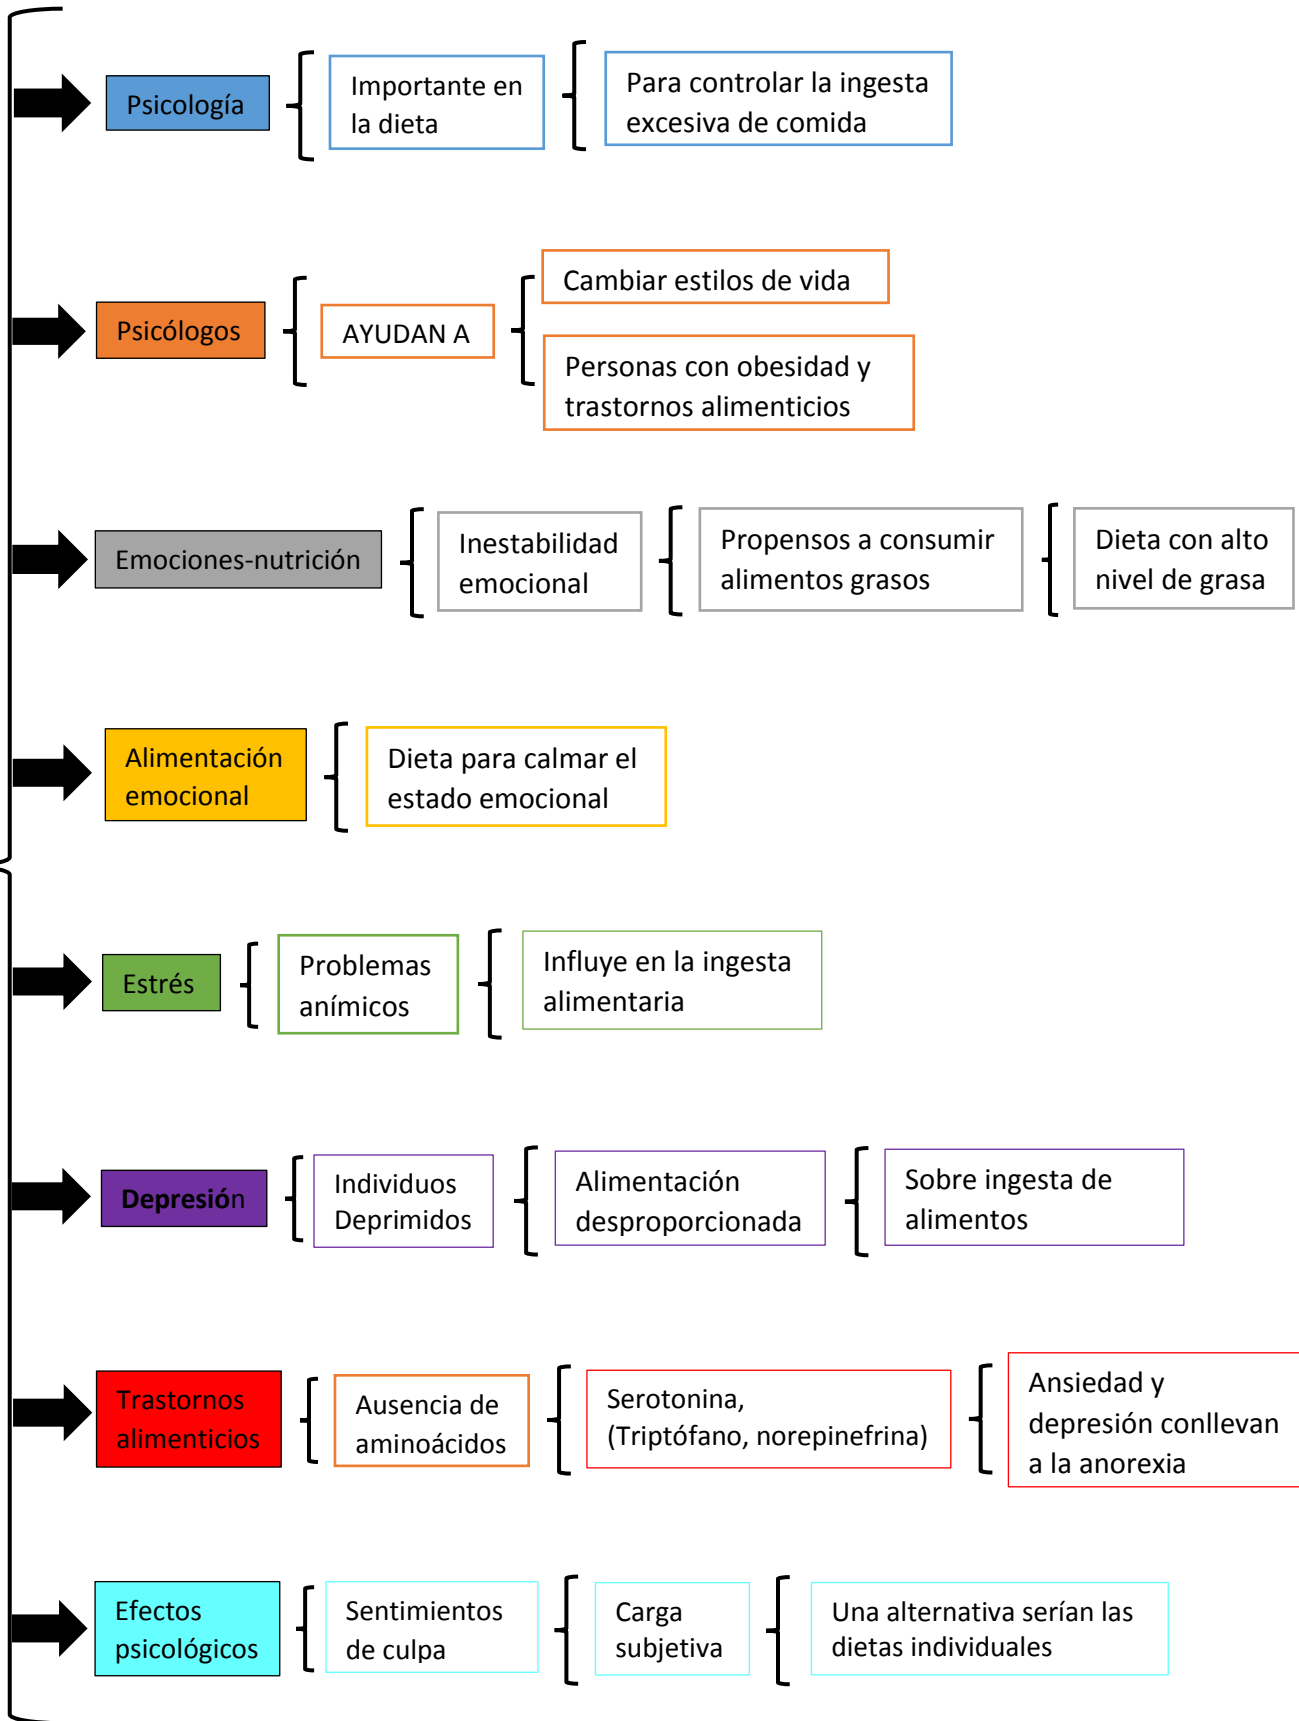 Psicología
Importante en
la dieta
Para controlar la ingesta
excesiva de comida
Psicólogos
AYUDAN A
Cambiar estilos de vida
Personas con obesidad y
trastornos alimenticios
Emociones-nutrición
Inestabilidad
emocional
Propensos a consumir
alimentos grasos
Dieta con alto
nivel de grasa
Alimentación
emocional
Dieta para calmar el
estado emocional
Estrés
Problemas
anímicos
Influye en la ingesta
alimentaria
Depresión
Individuos
Deprimidos
Alimentación
desproporcionada
Sobre ingesta de
alimentos
Trastornos
alimenticios
Ausencia de
aminoácidos
Serotonina,
(Triptófano, norepinefrina)
Ansiedad y
depresión conllevan
a la anorexia
Efectos
psicológicos
Sentimientos
de culpa
Carga
subjetiva
Una alternativa serían las
dietas individuales